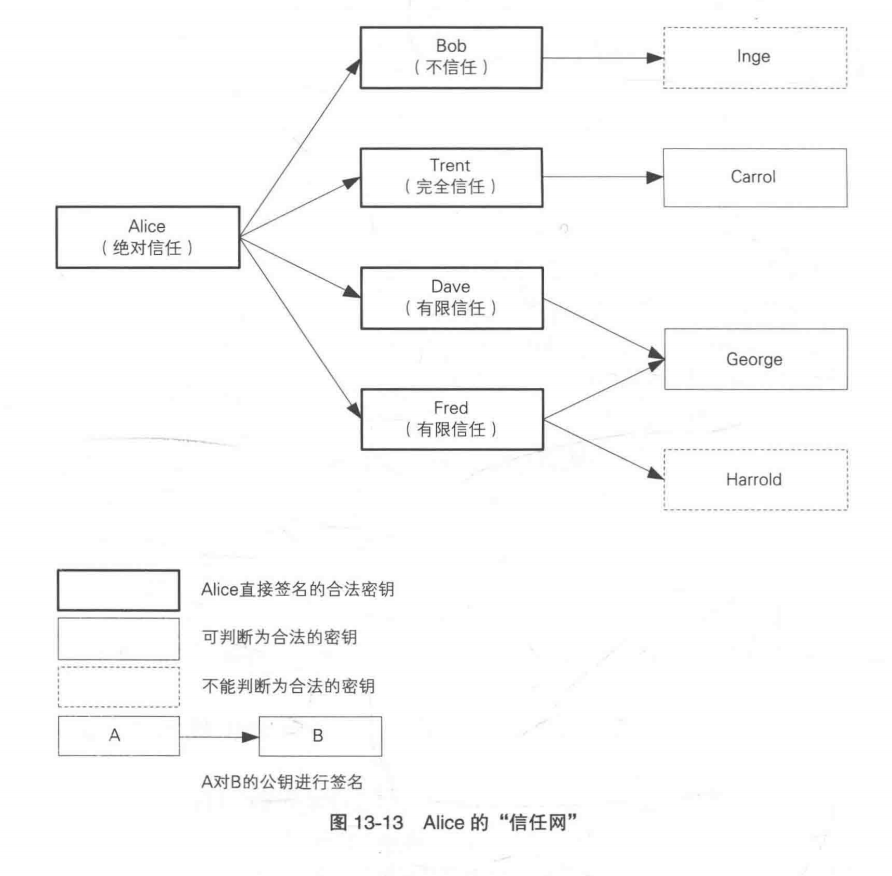 Bob
（不信任）
Inge
Trent
（完全信任）
Carrol
Alice
（绝对信任）
Dave
（有限信任）
George
Fred
（有限信任）
Harrold
Alice直接签名的合法密钥
可判断为合法的密钥
不能判断为合法的密钥
A
B
A对B的公钥进行签名
图 13-13 Alice 的“信任网”